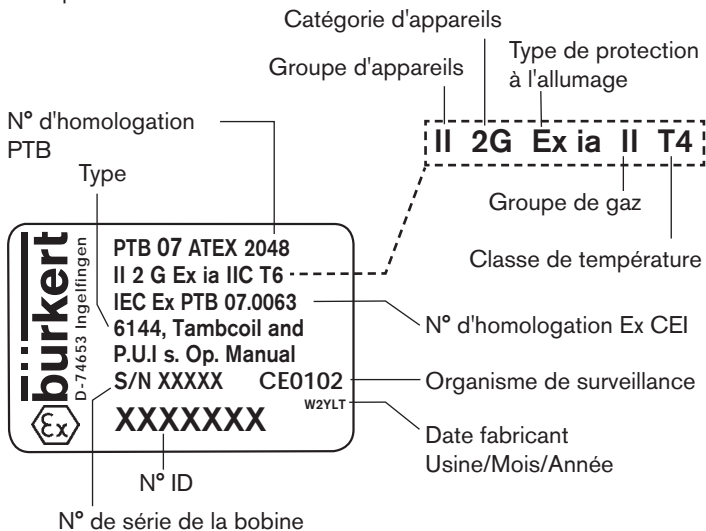 Catégorie d'appareils
Groupe d'appareils
Type de protection
à l'allumage
N° d'homologation
PTB
II 2G Ex ia II T4
Type
Groupe de gaz
Classe de température
bürkert
D-74653 Ingelfingen
PTB 07 ATEX 2048
II 2 G Ex ia IIC T6
IEC Ex PTB 07.0063
6144, Tambcoil and
P.U.I s. Op. Manual
S/N XXXXX CE0102
W2YLT
Ex
XXXXXXX
N° d'homologation Ex CEI
Organisme de surveillance
Date fabricant
Usine/Mois/Année
N° ID
N° de série de la bobine